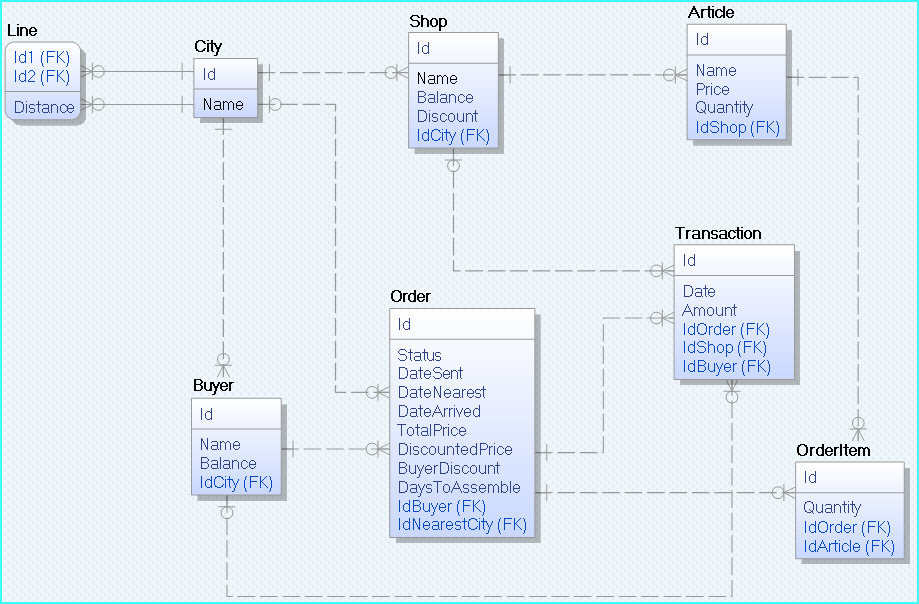 Line
Id1 (FK)
Id2 (FK)
Distance
City
Id
Name
Shop
Id
Name
Balance
Discount
IdCity (FK)
Article
Id
Name
Price
Quantity
IdShop (FK)
Transaction
Id
Date
Amount
IdOrder (FK)
IdShop (FK)
IdBuyer (FK)
Order
Id
Status
DateSent
DateNearest
DateArrived
TotalPrice
DiscountedPrice
BuyerDiscount
DaysToAssemble
IdBuyer (FK)
IdNearestCity (FK)
Buyer
Id
Name
Balance
IdCity (FK)
OrderItem
Id
Quantity
IdOrder (FK)
IdArticle (FK)